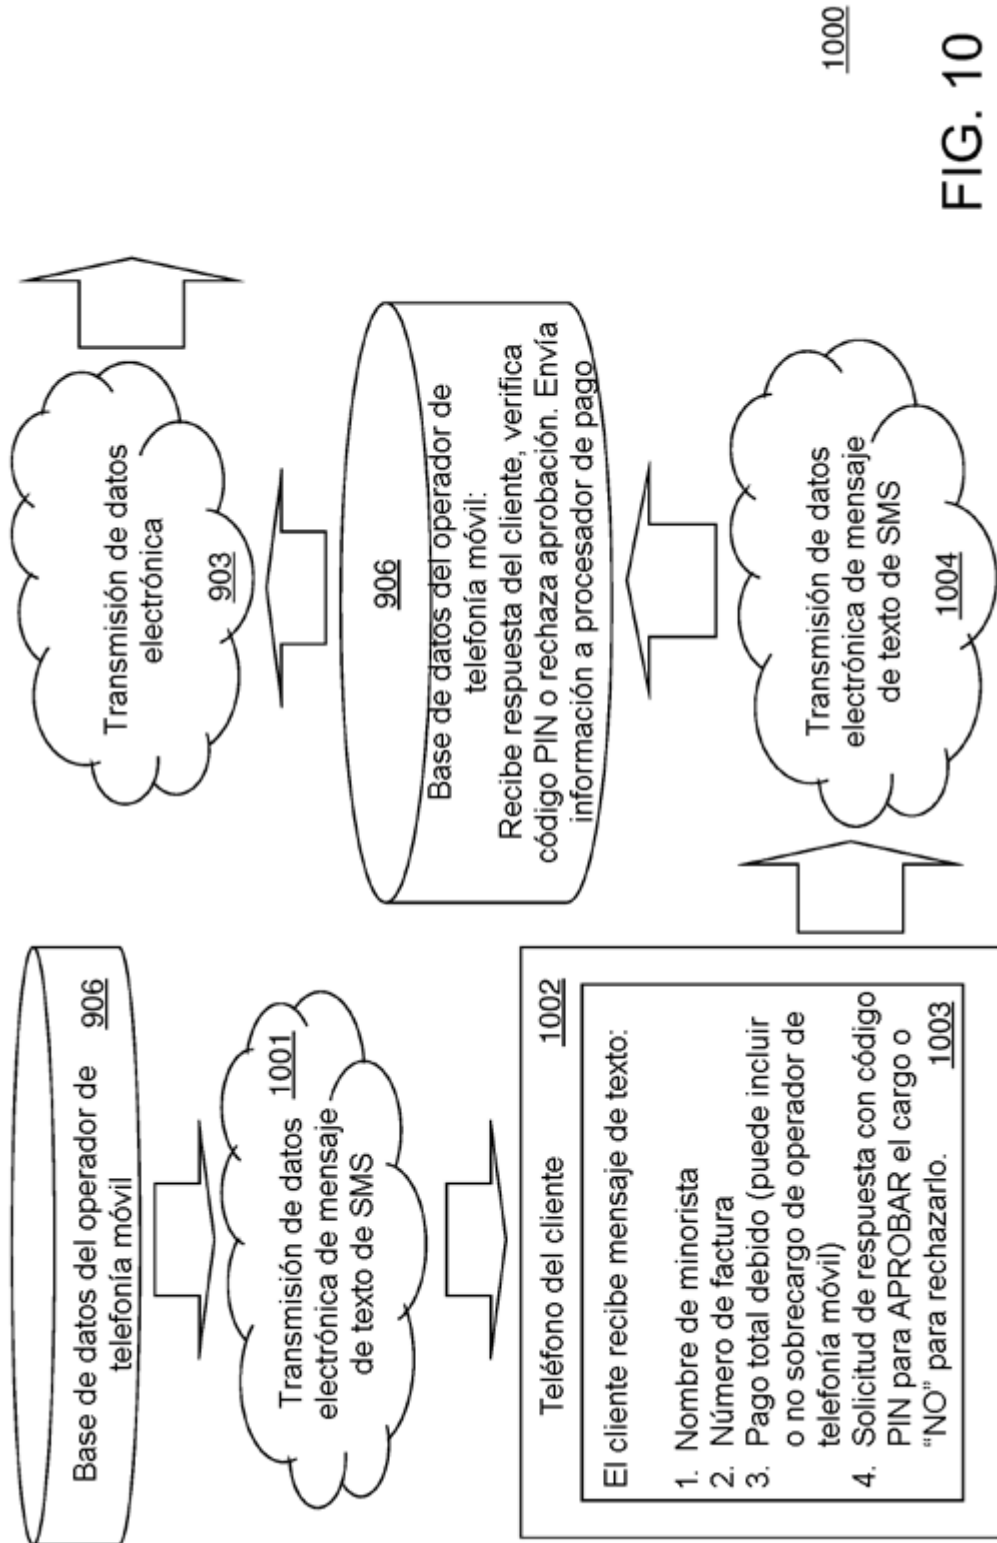 Base de datos del operador de
telefonía móvil
906
Transmisión de datos
electrónica de mensaje
de texto de SMS
1001
Teléfono del cliente
1002
El cliente recibe mensaje de texto:
1. Nombre de minorista
2. Número de factura
3. Pago total debido (puede incluir
o no sobrecargo de operador de
telefonía móvil)
4. Solicitud de respuesta con código
PIN para APROBAR el cargo o
“NO” para rechazarlo.
1003
Transmisión de datos
electrónica de mensaje
de texto de SMS
1004
906
Base de datos del operador de
telefonía móvil:
Recibe respuesta del cliente, verifica
código PIN o rechaza aprobación. Envía
información a procesador de pago
Transmisión de datos
electrónica
903
1000
FIG. 10